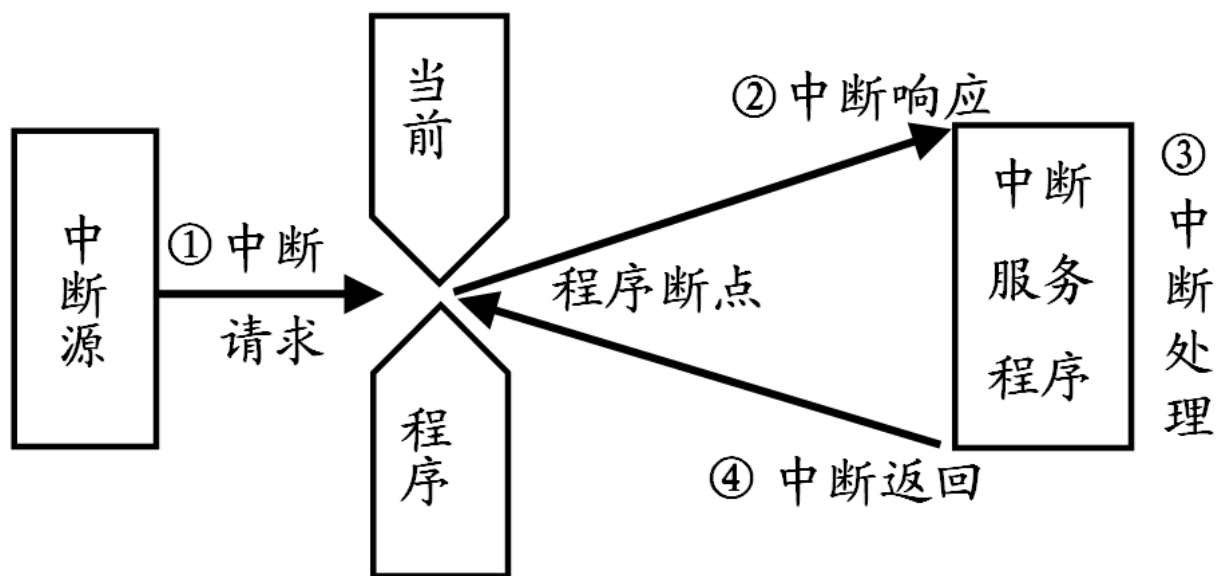 中断源
① 中断
请求
当前
程序
② 中断响应
程序断点
④ 中断返回
中断
服务
程序
③中断处理